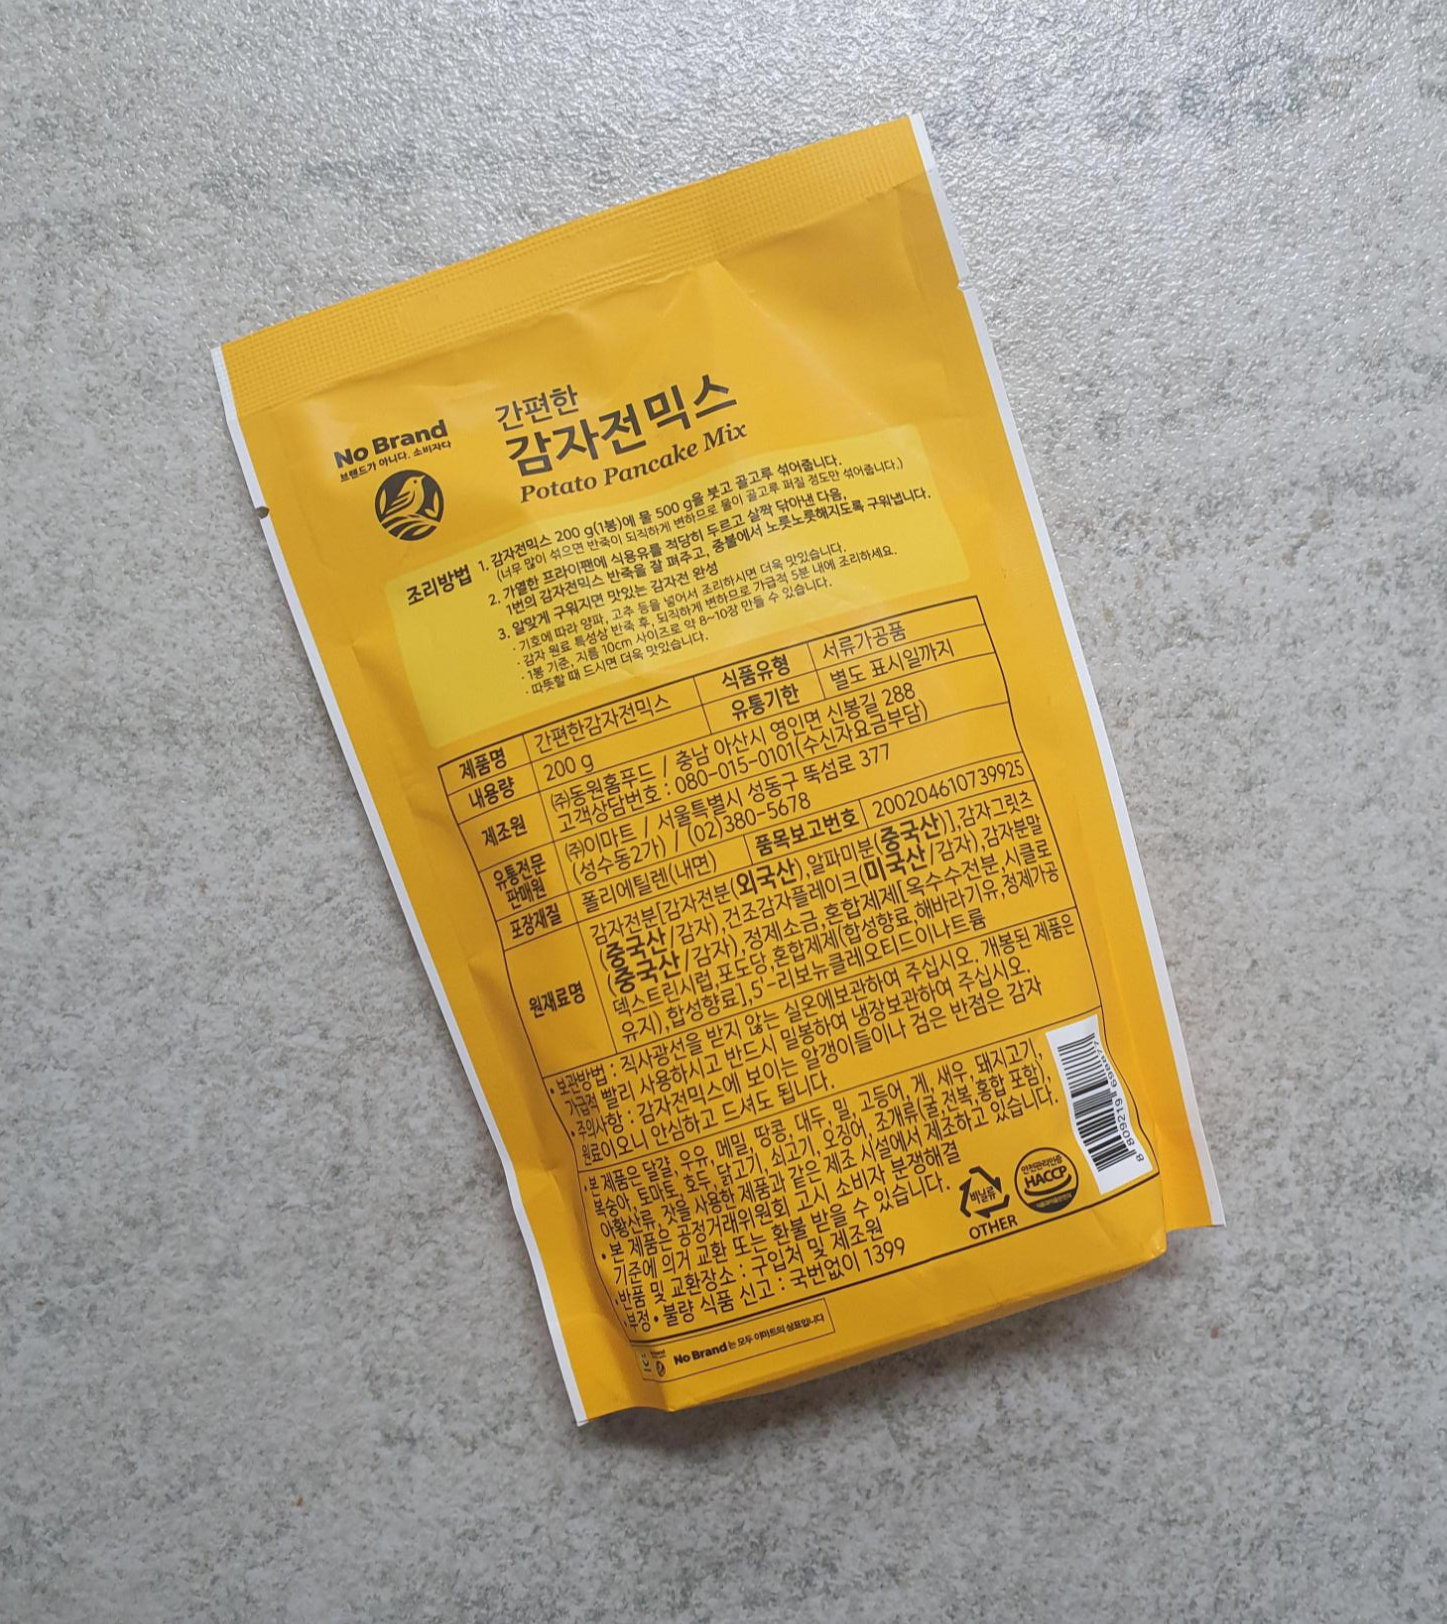 No Brand
브랜드가 아니다. 소비자다
간편한
감자전믹스
Potato Pancake Mix
조리방법
1. 감자전믹스 200 g(1봉)에 물 500 g을 붓고 골고루 섞어줍니다.
(너무 많이 섞으면 반죽이 되직하게 변하므로 물이 골고루 퍼질 정도만 섞어줍니다.)
2. 가열한 프라이팬에 식용유를 적당히 두르고 살짝 닦아낸 다음,
1번의 감자전믹스 반죽을 잘 펴주고, 중불에서 노릇노릇해지도록 구워냅니다.
3. 알맞게 구워지면 맛있는 감자전 완성
· 기호에 따라 양파, 고추 등을 넣어서 조리하시면 더욱 맛있습니다.
· 감자 원료 특성상 반죽 후, 되직하게 변하므로 가급적 5분 내에 조리하세요.
· 1봉 기준, 지름 10cm 사이즈로 약 8~10장 만들 수 있습니다.
· 따뜻할 때 드시면 더욱 맛있습니다.
제품명 간편한감자전믹스 식품유형 서류가공품
내용량 200 g 유통기한 별도 표시일까지
제조원 ㈜동원홈푸드 / 충남 아산시 영인면 신봉길 288
고객상담번호 : 080-015-0101(수신자요금부담)
유통전문
판매원
㈜이마트 / 서울특별시 성동구 뚝섬로 377
(성수동2가) / (02)380-5678
포장재질 폴리에틸렌(내면) 품목보고번호 200204610739925
원재료명
감자전분[감자전분(외국산),알파미분(중국산)],감자그릿츠
(중국산/감자),건조감자플레이크(미국산/감자),감자분말
(중국산/감자),정제소금,혼합제제[옥수수전분,시클로
덱스트린시럽,포도당,혼합제제(합성향료,해바라기유,정제가공
유지),합성향료],5'-리보뉴클레오티드이나트륨
• 보관방법 : 직사광선을 받지 않는 실온에보관하여 주십시오. 개봉된 제품은
가급적 빨리 사용하시고 반드시 밀봉하여 냉장보관하여 주십시오.
• 주의사항 : 감자전믹스에 보이는 알갱이들이나 검은 반점은 감자
원료이오니 안심하고 드셔도 됩니다.
• 본 제품은 달걀, 우유, 메밀, 땅콩, 대두, 밀, 고등어, 게, 새우, 돼지고기,
복숭아, 토마토, 호두, 닭고기, 쇠고기, 오징어, 조개류(굴,전복,홍합 포함),
아황산류, 잣을 사용한 제품과 같은 제조 시설에서 제조하고 있습니다.
• 본 제품은 공정거래위원회 고시 소비자 분쟁해결
기준에 의거 교환 또는 환불 받을 수 있습니다.
• 반품 및 교환장소 : 구입처 및 제조원
• 부정•불량 식품 신고 : 국번없이 1399
비닐류
OTHER
안전관리인증
HACCP
No Brand는 모두 이마트의 상표입니다